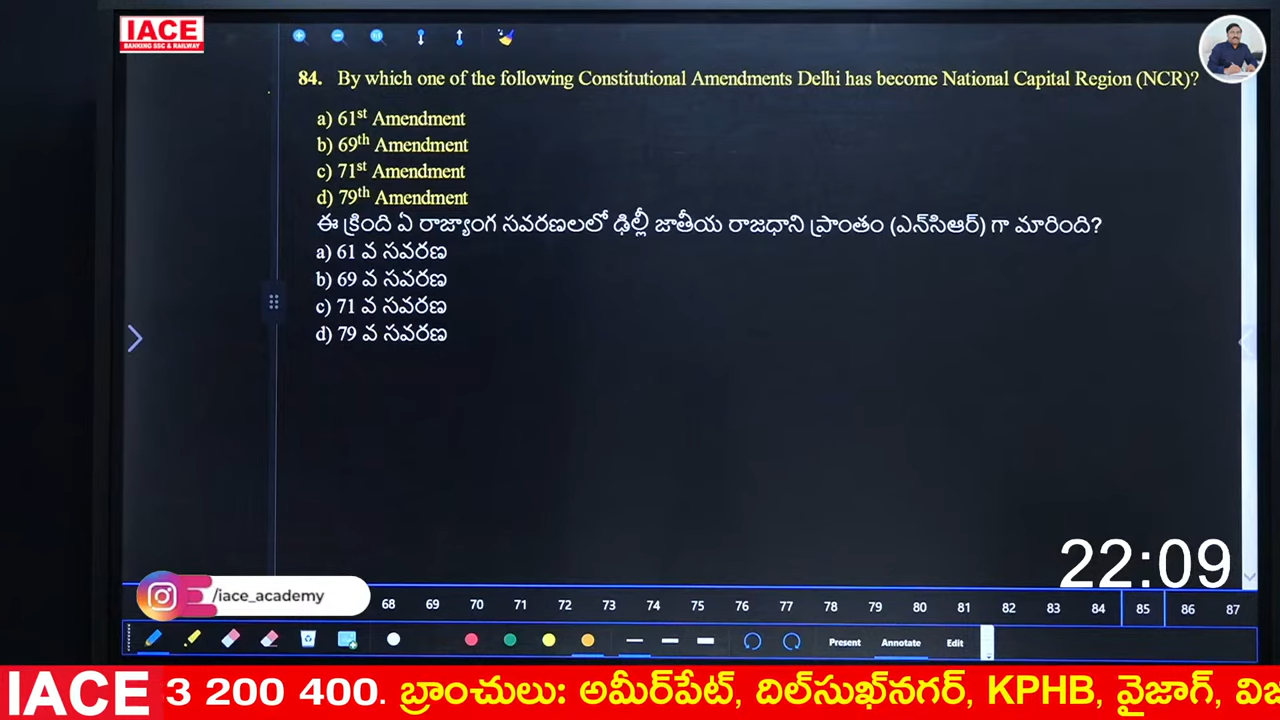 IACE
BANKING SSC & RAILWAY
84. By which one of the following Constitutional Amendments Delhi has become National Capital Region (NCR)?
a) 61st Amendment
b) 69th Amendment
c) 71st Amendment
d) 79th Amendment
ఈ క్రింది ఏ రాజ్యాంగ సవరణలలో ఢిల్లీ జాతీయ రాజధాని ప్రాంతం (ఎన్‌సిఆర్) గా మారింది?
a) 61 వ సవరణ
b) 69 వ సవరణ
c) 71 వ సవరణ
d) 79 వ సవరణ
22:09
/iace_academy
68 69 70 71 72 73 74 75 76 77 78 79 80 81 82 83 84 85 86 87
Present Annotate Edit
IACE 3 200 400. బ్రాంచులు: అమీర్‌పేట్, దిల్‌సుఖ్‌నగర్, KPHB, వైజాగ్, విజ